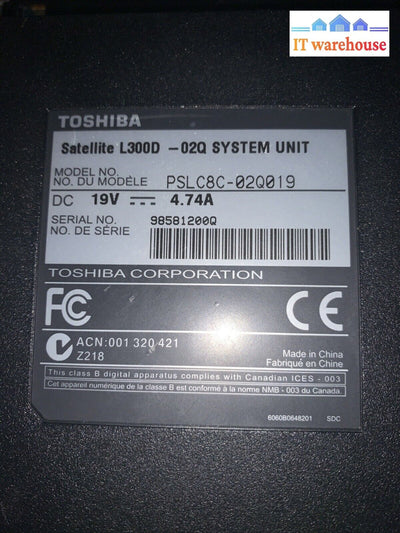 IT warehouse
TOSHIBA
Satellite L300D -02Q SYSTEM UNIT
MODEL NO.
NO. DU MODÈLE PSLC8C-02Q019
DC 19V 4.74A
SERIAL NO. 98581200Q
NO. DE SÉRIE
TOSHIBA CORPORATION
FC CE
ACN:001 320 421
Z218
Made in China
Fabriqué en Chine
This class B digital apparatus complies with Canadian ICES - 003
Cet appareil numérique de la classe B est conformé à la norme NMB - 003 du Canada.
6060B0648201 SDC